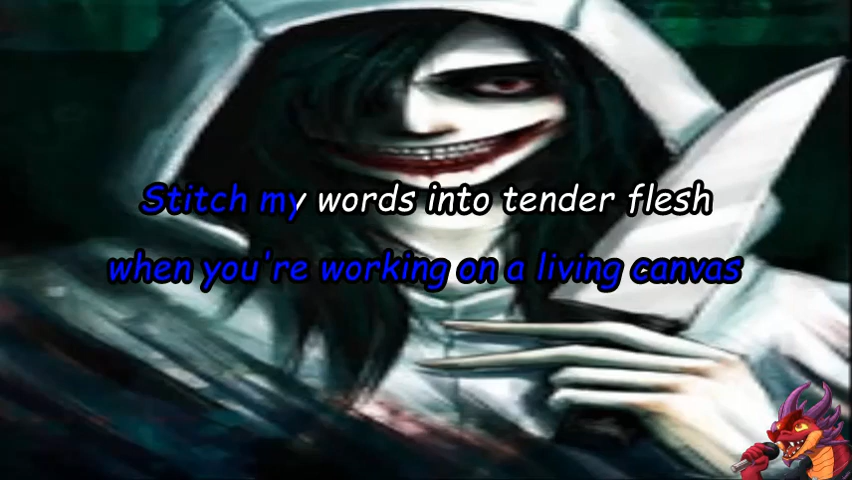 Stitch my words into tender flesh
when you're working on a living canvas